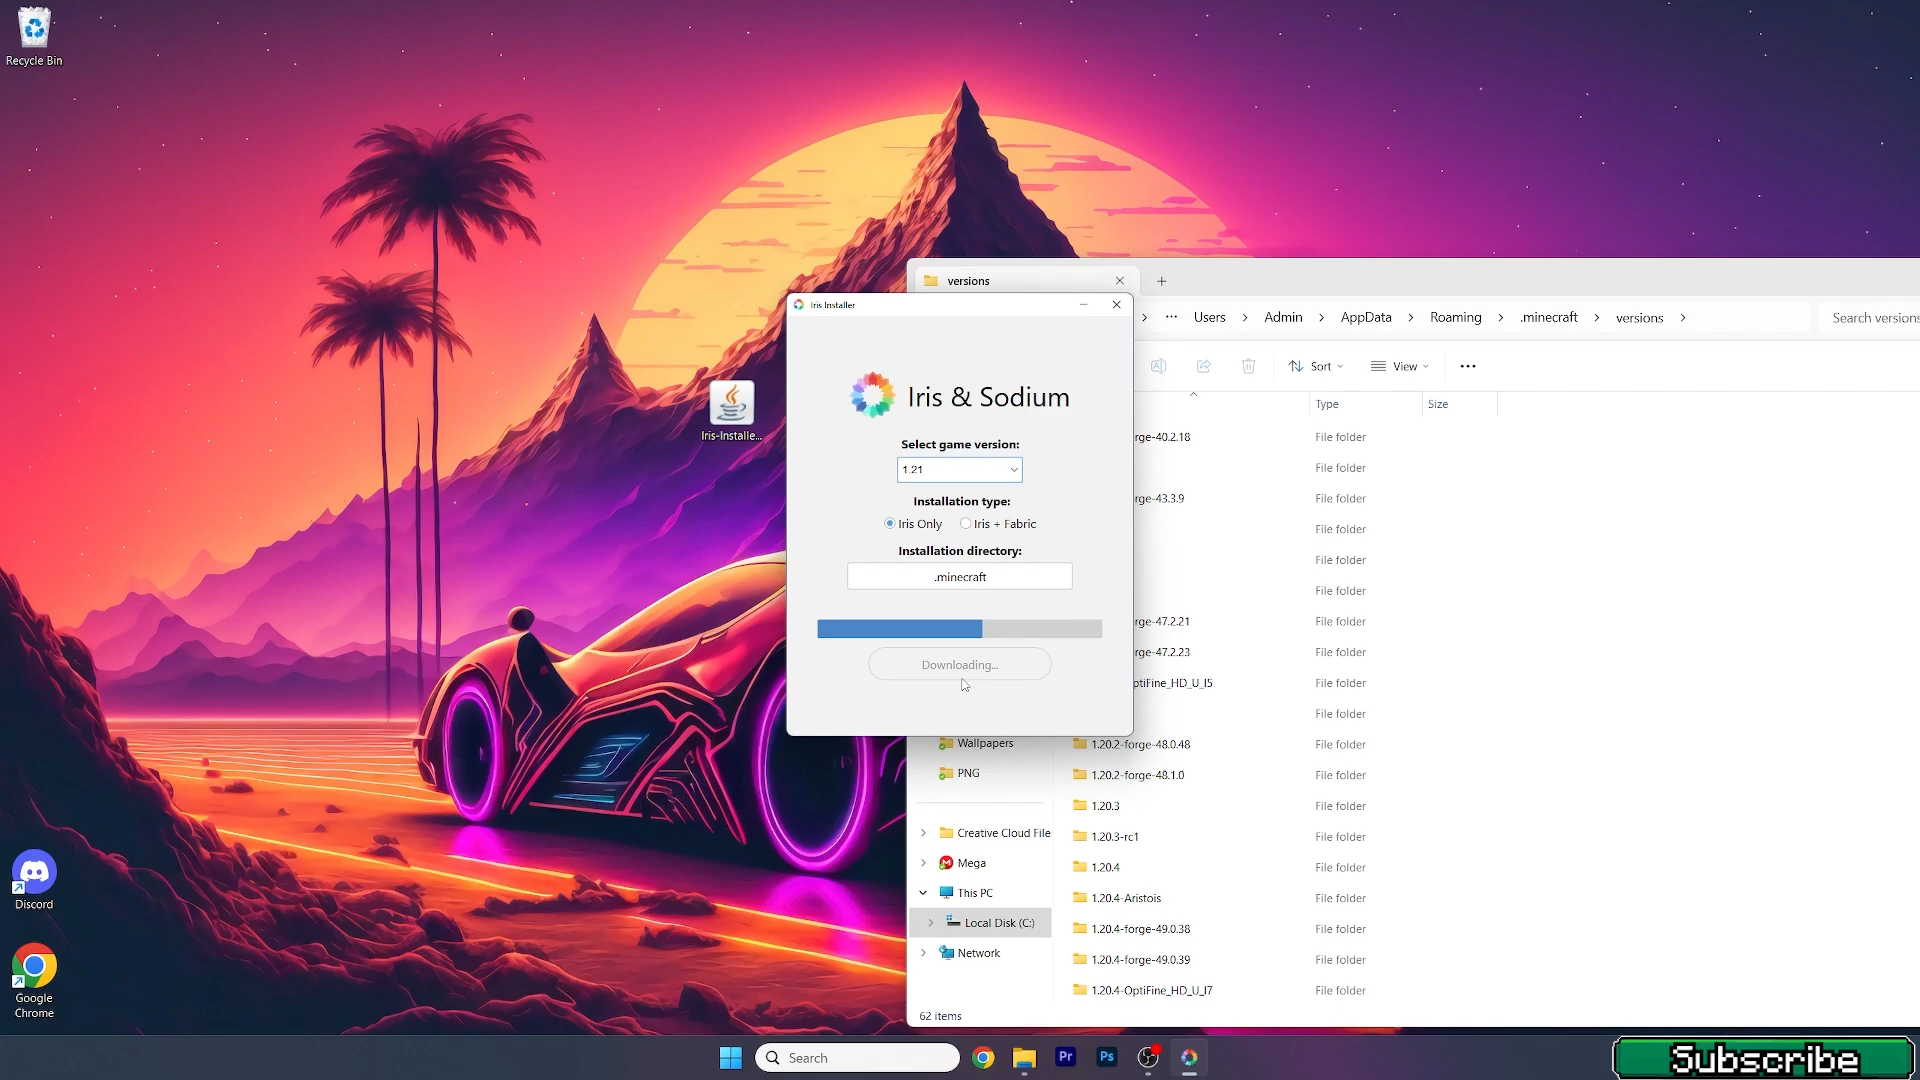 Recycle Bin
versions
Iris Installer
Users
Admin
AppData
Roaming
.minecraft
versions
Search versions
Sort
View
Iris & Sodium
Select game version:
1.21
Installation type:
Iris Only
Iris + Fabric
Installation directory:
.minecraft
Downloading...
Iris-Installe...
Type
Size
rge-40.2.18
File folder
File folder
rge-43.3.9
File folder
File folder
File folder
File folder
rge-47.2.21
File folder
rge-47.2.23
File folder
ptiFine_HD_U_I5
File folder
File folder
Wallpapers
1.20.2-forge-48.0.48
File folder
PNG
1.20.2-forge-48.1.0
File folder
1.20.3
File folder
Creative Cloud File
1.20.3-rc1
File folder
Mega
1.20.4
File folder
This PC
1.20.4-Aristois
File folder
Local Disk (C:)
1.20.4-forge-49.0.38
File folder
Network
1.20.4-forge-49.0.39
File folder
1.20.4-OptiFine_HD_U_I7
File folder
62 items
Discord
Google
Chrome
Search
Pr
Ps
Subscribe